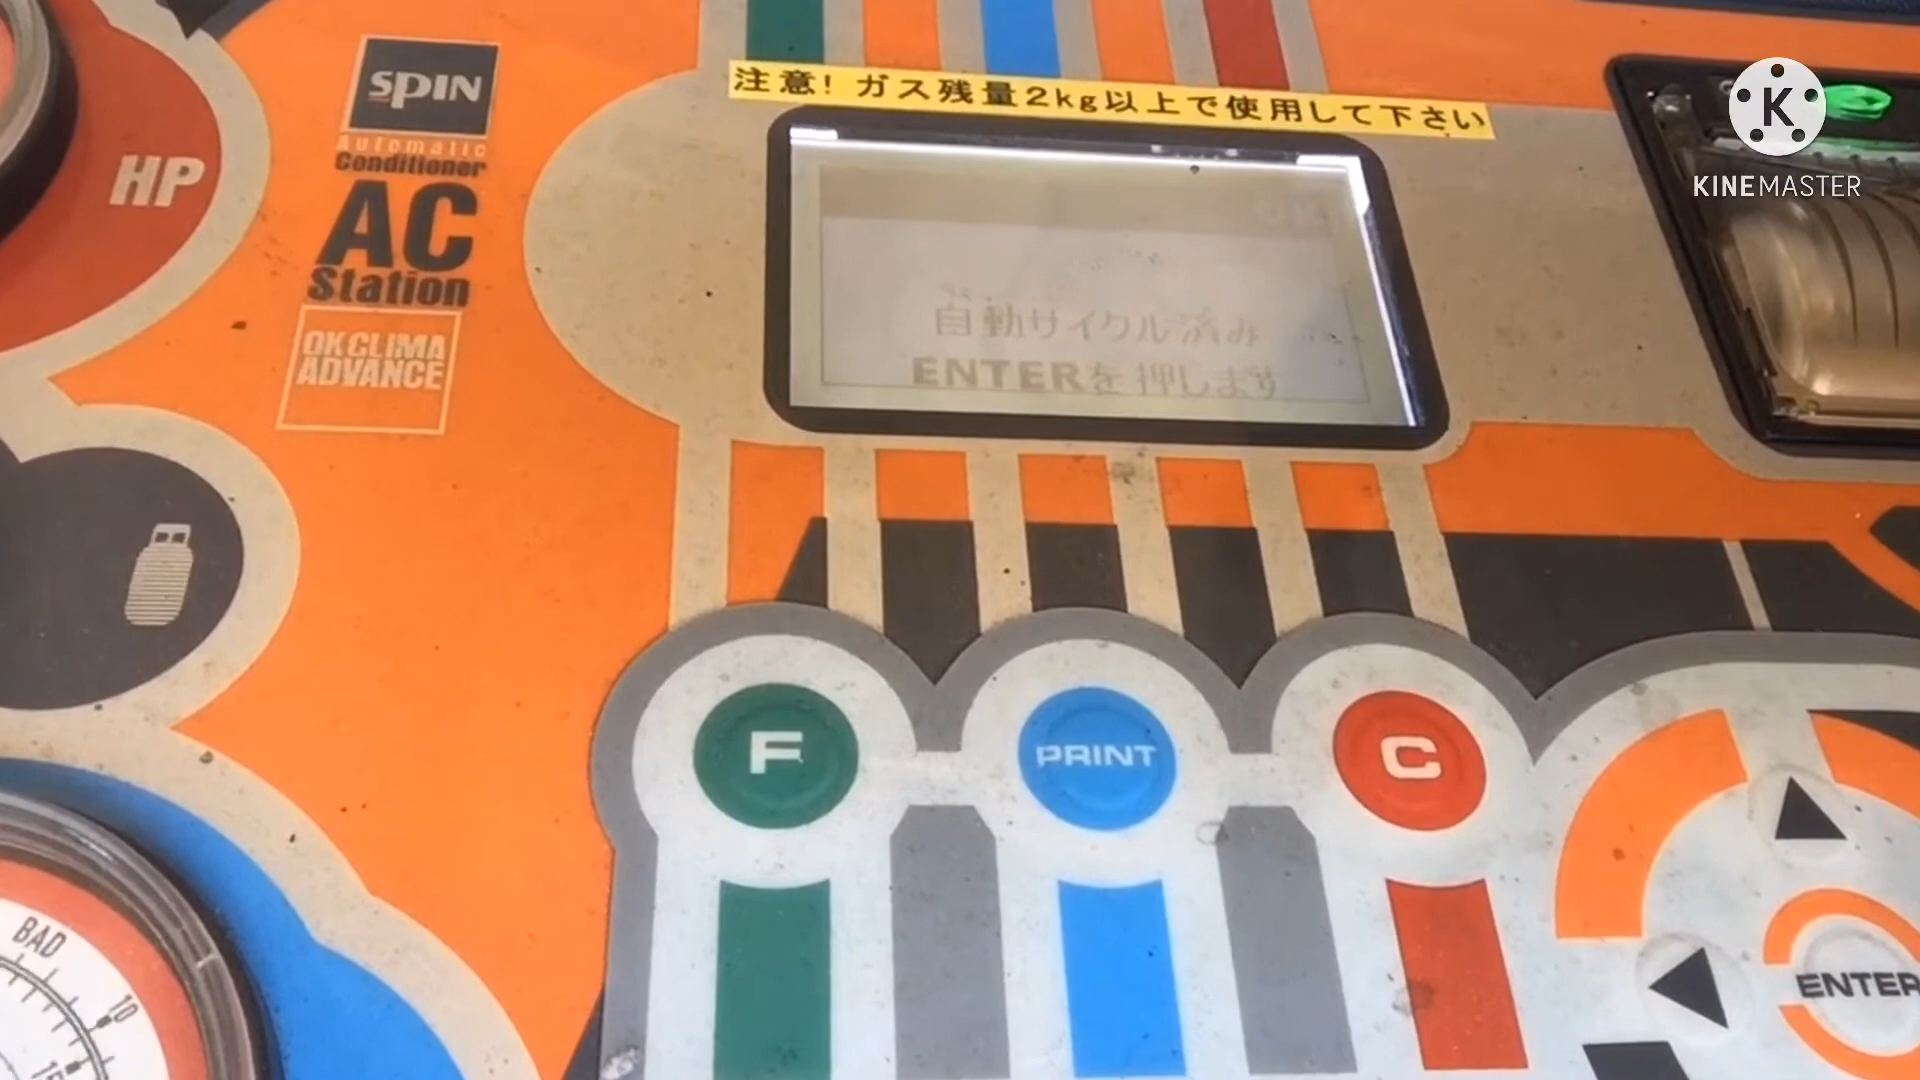 SPIN
Automatic
Conditioner
AC
Station
OKCLIMA
ADVANCE
HP
注意! ガス残量2kg以上で使用して下さい
自動サイクル済み
ENTERを押します
K
KINEMASTER
F
PRINT
C
ENTER
BAD
10